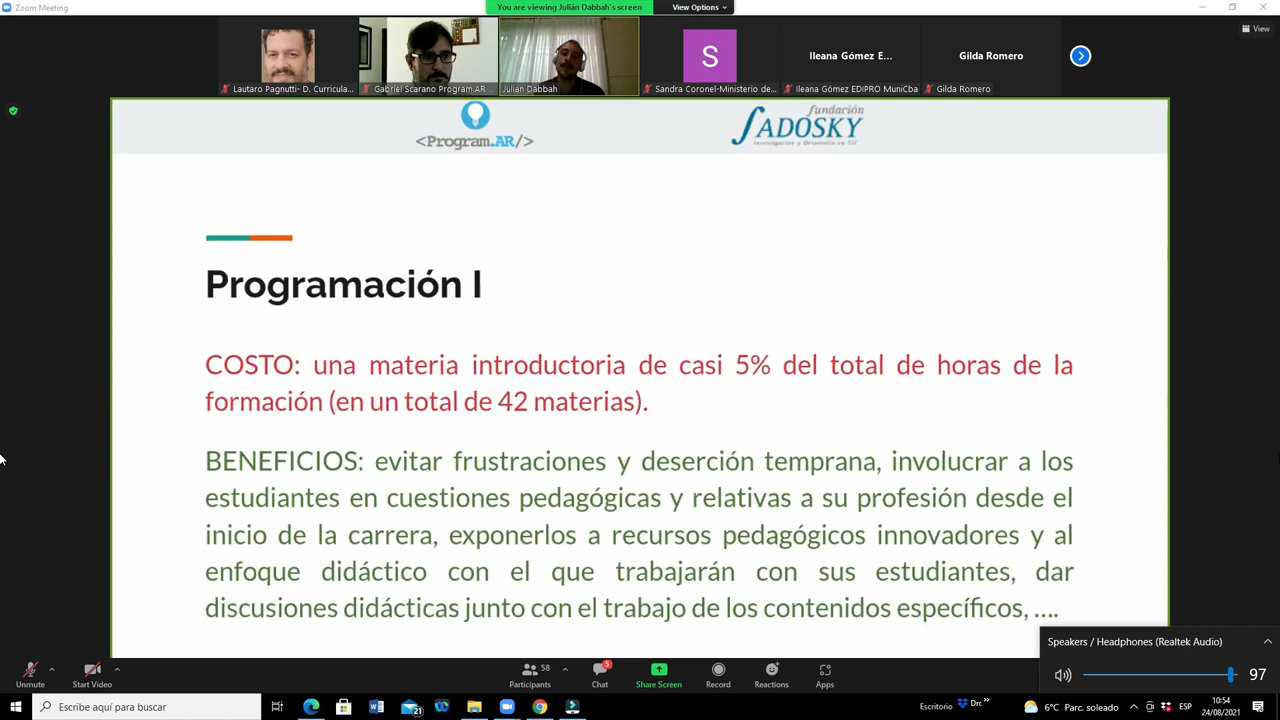 Zoom Meeting
You are viewing Julián Dabbah's screen
View Options
View
S
Ileana Gómez E...
Gilda Romero
Lautaro Pagnutti- D. Curricula...
Gabriel Scarano Program.AR ...
Julián Dabbah
Sandra Coronel-Ministerio de...
Ileana Gómez EDIPRO MuniCba
Gilda Romero
<Program.AR/>
fundación
SADOSKY
Investigación y Desarrollo en TIC
Programación I
COSTO: una materia introductoria de casi 5% del total de horas de la
formación (en un total de 42 materias).
BENEFICIOS: evitar frustraciones y deserción temprana, involucrar a los
estudiantes en cuestiones pedagógicas y relativas a su profesión desde el
inicio de la carrera, exponerlos a recursos pedagógicos innovadores y al
enfoque didáctico con el que trabajarán con sus estudiantes, dar
discusiones didácticas junto con el trabajo de los contenidos específicos, ....
Speakers / Headphones (Realtek Audio)
97
Unmute
Start Video
58
Participants
5
Chat
Share Screen
Record
Reactions
Apps
Escribe aquí para buscar
21
Escritorio
Drc
6°C Parc. soleado
ESP
10:54
24/08/2021